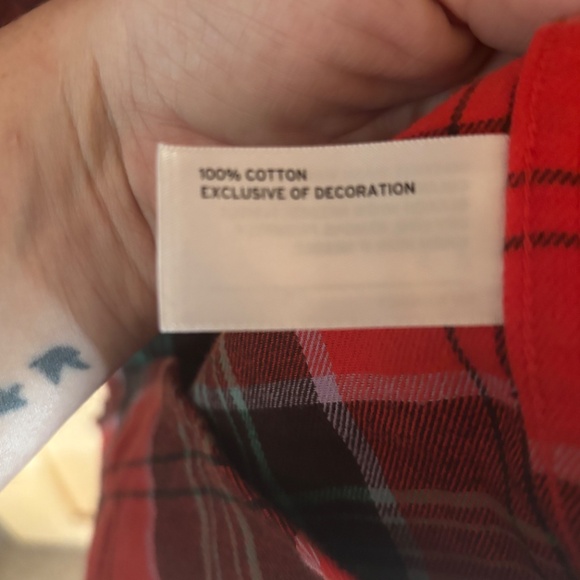 100% COTTON
EXCLUSIVE OF DECORATION